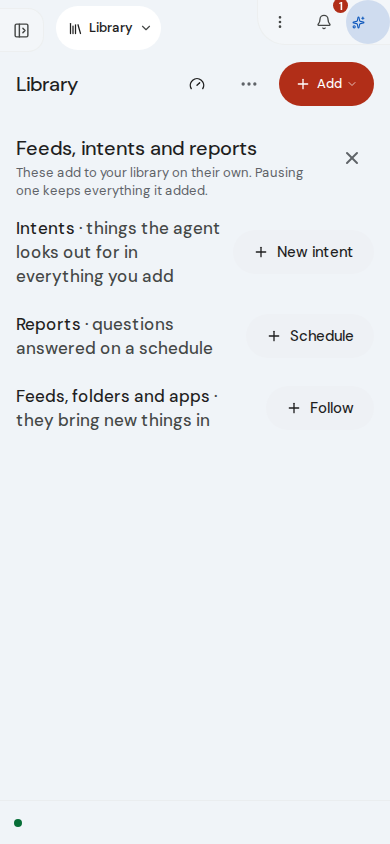 Library
1
Library
Add
Feeds, intents and reports
These add to your library on their own. Pausing
one keeps everything it added.
Intents · things the agent
looks out for in
everything you add
New intent
Reports · questions
answered on a schedule
Schedule
Feeds, folders and apps ·
they bring new things in
Follow